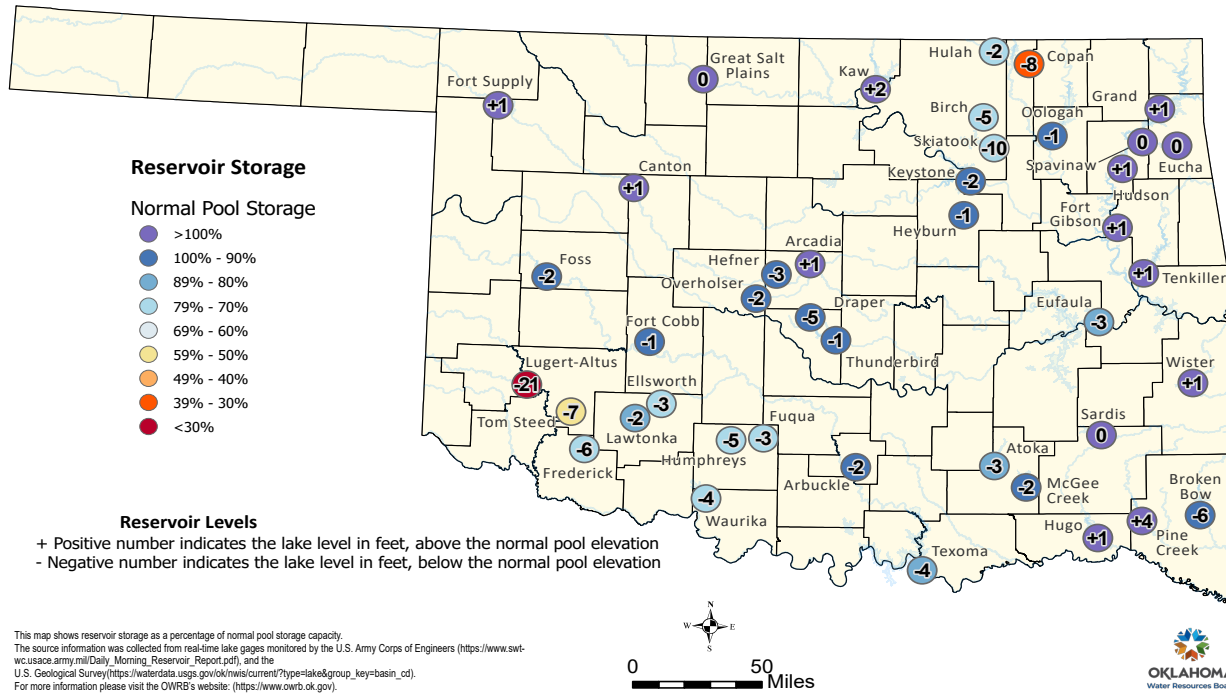 Hulah
-2
-8
Copan
Great Salt
Plains
0
Kaw
+2
Fort Supply
+1
Grand
+1
Birch
-5
Oologah
-1
Skiatook
-10
Spavinaw
0
0
Eucha
Canton
+1
Keystone
-2
+1
Hudson
Heyburn
-1
Fort
Gibson
+1
Reservoir Storage
Normal Pool Storage
>100%
100% - 90%
89% - 80%
79% - 70%
69% - 60%
59% - 50%
49% - 40%
39% - 30%
<30%
Foss
-2
Hefner
-3
Arcadia
+1
Overholser
-2
+1
Tenkiller
Draper
-5
Eufaula
-3
Fort Cobb
-1
-1
Thunderbird
Lugert-Altus
-21
Wister
+1
Ellsworth
-3
Tom Steed
-7
-2
Lawtonka
Fuqua
-3
Sardis
0
-6
Frederick
-5
Humphreys
-2
Arbuckle
Atoka
-3
-2
McGee
Creek
Broken
Bow
-6
-4
Waurika
Hugo
+1
+4
Pine
Creek
Texoma
-4
Reservoir Levels
+ Positive number indicates the lake level in feet, above the normal pool elevation
- Negative number indicates the lake level in feet, below the normal pool elevation
N
W
E
S
0
50
Miles
This map shows reservoir storage as a percentage of normal pool storage capacity.
The source information was collected from real-time lake gages monitored by the U.S. Army Corps of Engineers (https://www.swt-
wc.usace.army.mil/Daily_Morning_Reservoir_Report.pdf), and the
U.S. Geological Survey(https://waterdata.usgs.gov/ok/nwis/current/?type=lake&group_key=basin_cd).
For more information please visit the OWRB's website: (https://www.owrb.ok.gov).
OKLAHOMA
Water Resources Boa